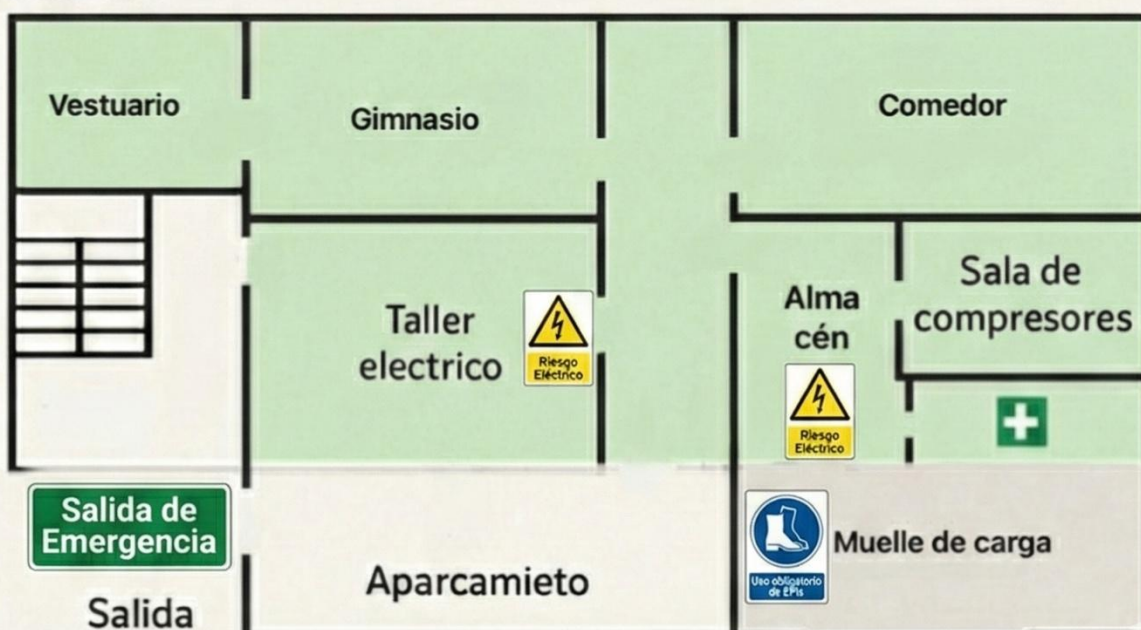 Vestuario
Gimnasio
Comedor
Taller
electrico
Riesgo
Eléctrico
Alma
cén
Riesgo
Eléctrico
Sala de
compresores
Salida de
Emergencia
Salida
Aparcamieto
Uso obligatorio
de EPIs
Muelle de carga